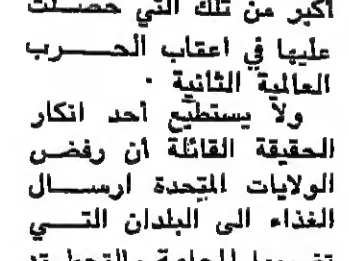 أكبر من تلك التي حصلت
عليها في اعقاب الحرب
العالمية الثانية ·
ولا يستطيع أحد انكار
الحقيقة القائلة أن رفض
الولايات المتحدة ارسال
الغذاء الى البلدان التي